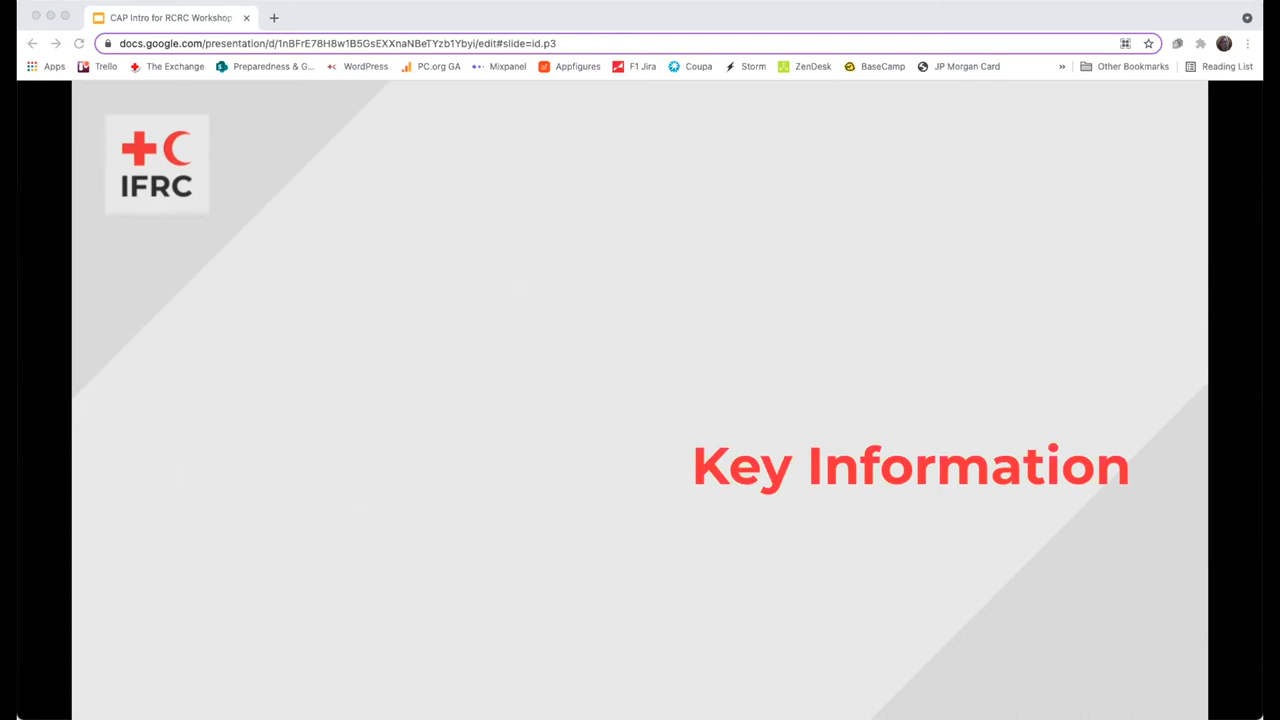 CAP Intro for RCRC Workshop
docs.google.com/presentation/d/1nBFrE78H8w1B5GsEXXnaNBeTYzb1Ybyi/edit#slide=id.p3
Apps Trello The Exchange Preparedness & G... WordPress PC.org GA Mixpanel Appfigures F1 Jira Coupa Storm ZenDesk BaseCamp JP Morgan Card » Other Bookmarks Reading List
IFRC
Key Information